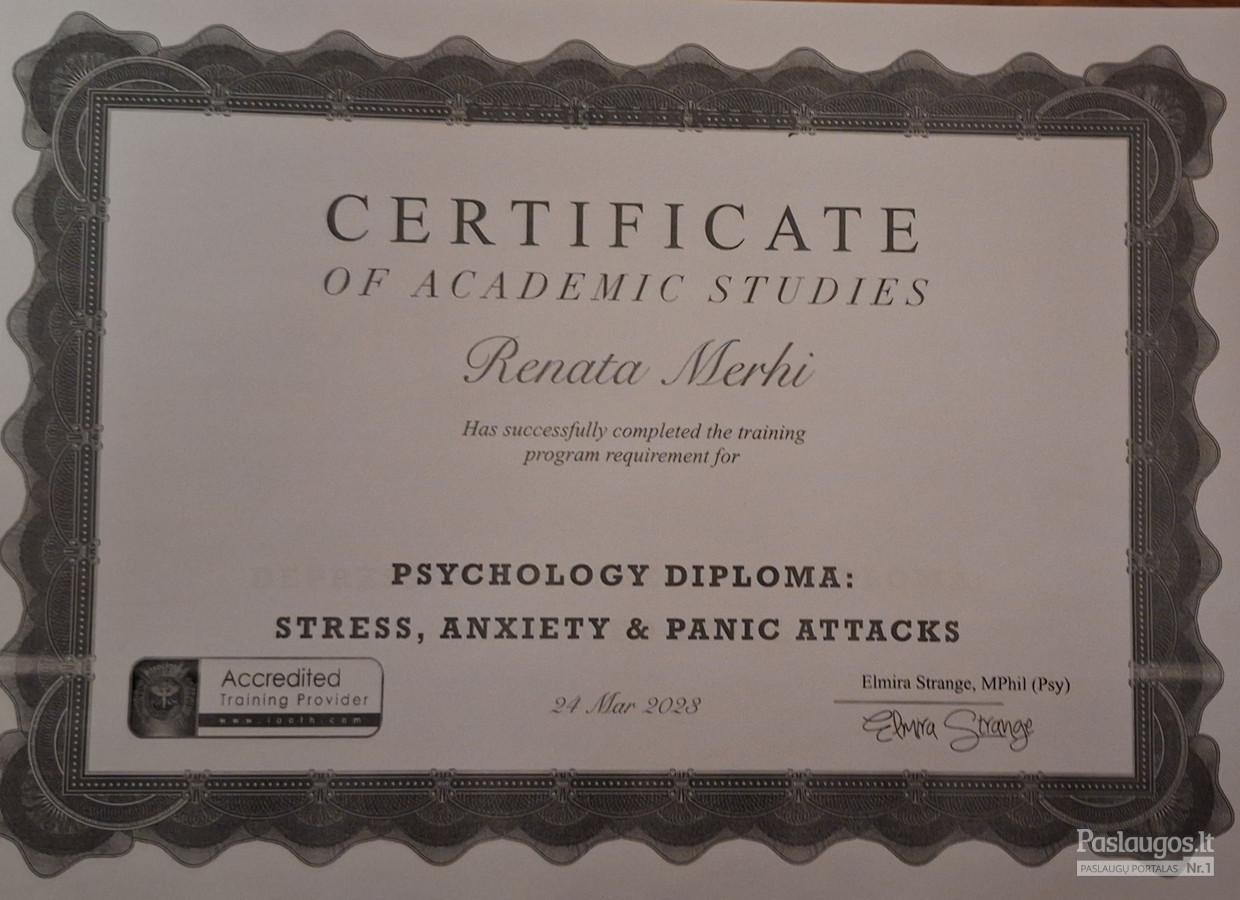 CERTIFICATE
OF ACADEMIC STUDIES
Renata Merhi
Has successfully completed the training
program requirement for
PSYCHOLOGY DIPLOMA:
STRESS, ANXIETY & PANIC ATTACKS
Accredited
Training Provider
24 Mar 2023
Elmira Strange, MPhil (Psy)
Elmira Strange
Paslaugos.lt
PASLAUGŲ PORTALAS Nr.1